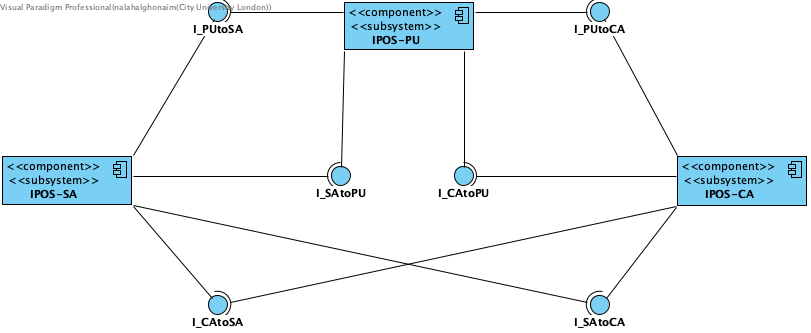 Visual Paradigm Professional(nalahalghonaim(City University London))
I_PUtoSA
<<component>>
<<subsystem>>
IPOS-PU
I_PUtoCA
<<component>>
<<subsystem>>
IPOS-SA
I_SAtoPU
I_CAtoPU
<<component>>
<<subsystem>>
IPOS-CA
I_CAtoSA
I_SAtoCA